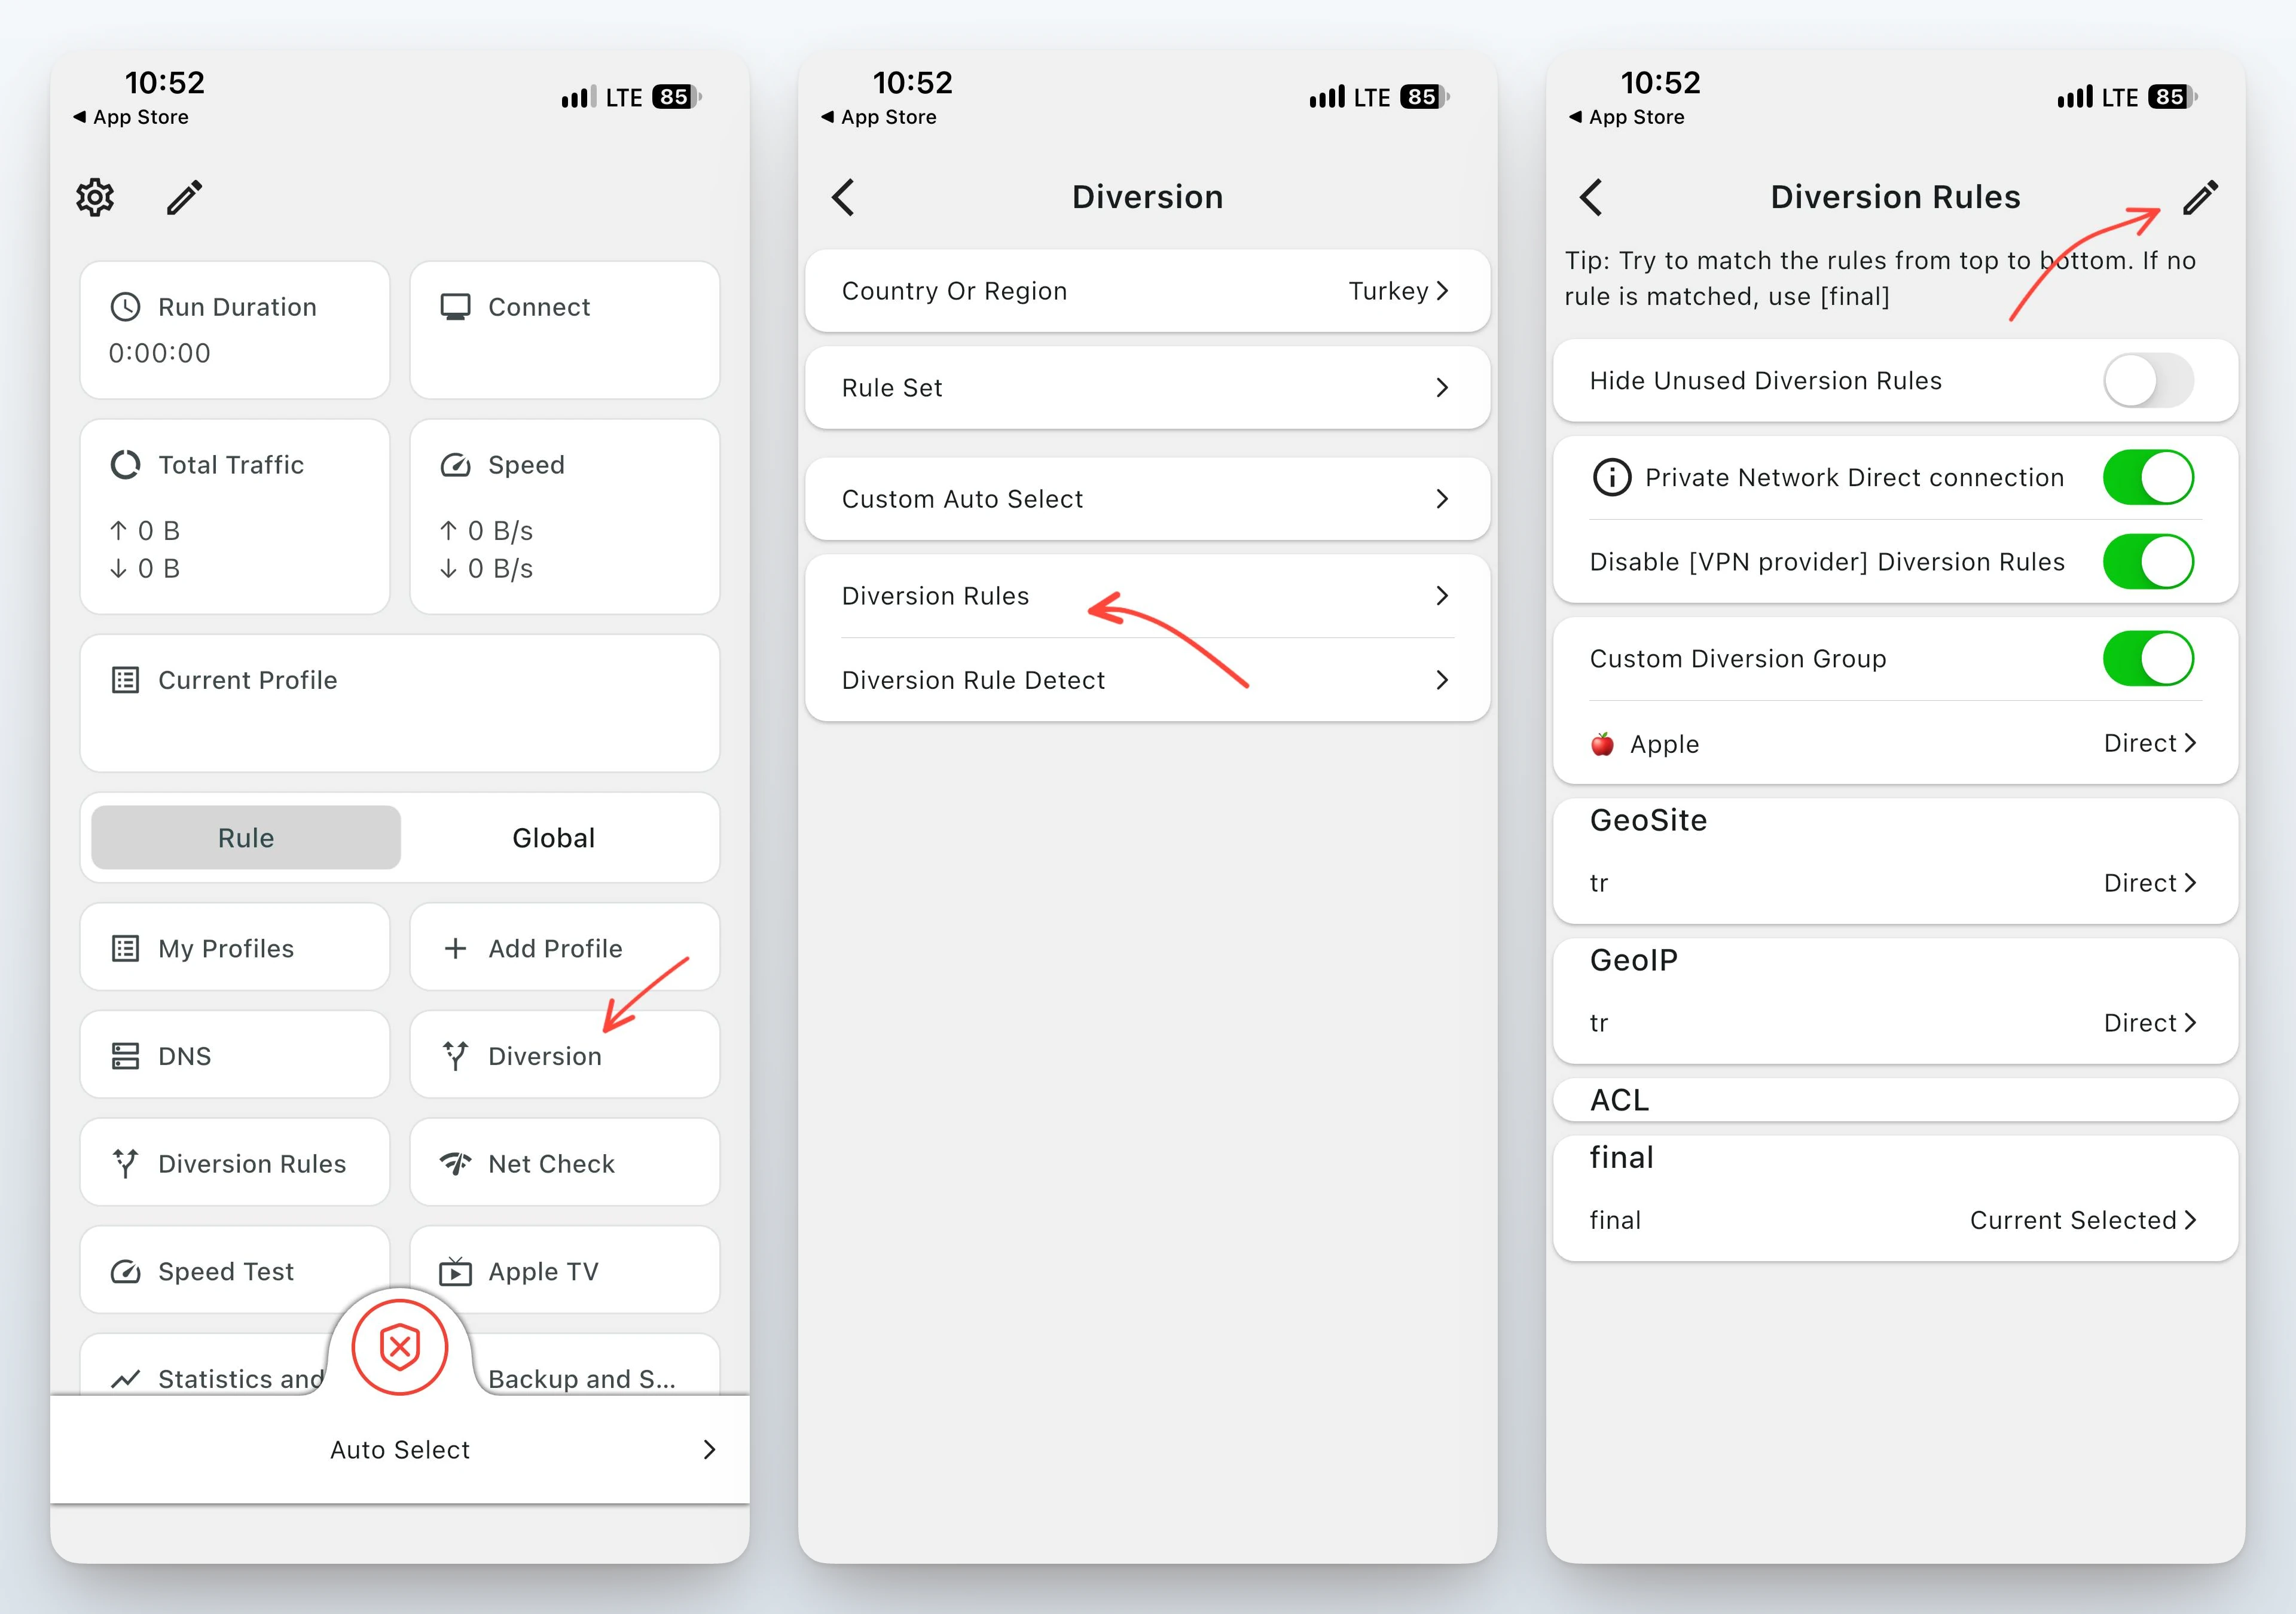 10:52
App Store
LTE 85
Run Duration
0:00:00
Connect
Total Traffic
↑ 0 B
↓ 0 B
Speed
↑ 0 B/s
↓ 0 B/s
Current Profile
Rule
Global
My Profiles
Add Profile
DNS
Diversion
Diversion Rules
Net Check
Speed Test
Apple TV
Statistics and
Backup and S...
Auto Select
10:52
App Store
LTE 85
Diversion
Country Or Region Turkey
Rule Set
Custom Auto Select
Diversion Rules
Diversion Rule Detect
10:52
App Store
LTE 85
Diversion Rules
Tip: Try to match the rules from top to bottom. If no
rule is matched, use [final]
Hide Unused Diversion Rules
Private Network Direct connection
Disable [VPN provider] Diversion Rules
Custom Diversion Group
Apple Direct
GeoSite
tr Direct
GeoIP
tr Direct
ACL
final
final Current Selected